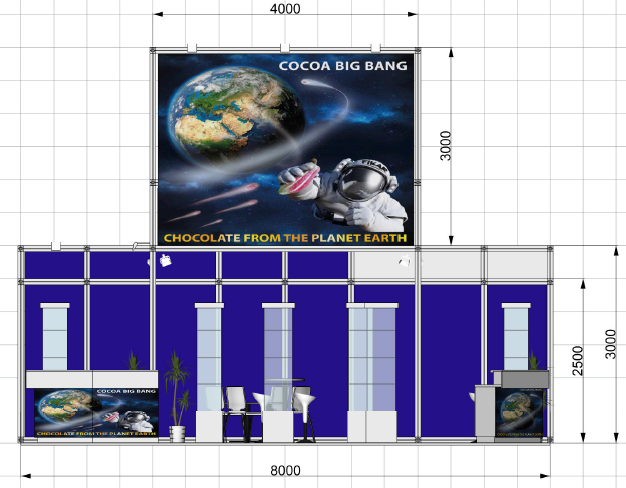 4000
COCOA BIG BANG
3000
TIKAF
CHOCOLATE FROM THE PLANET EARTH
2500
3000
COCOA BIG BANG
CHOCOLATE FROM THE PLANET EARTH
8000